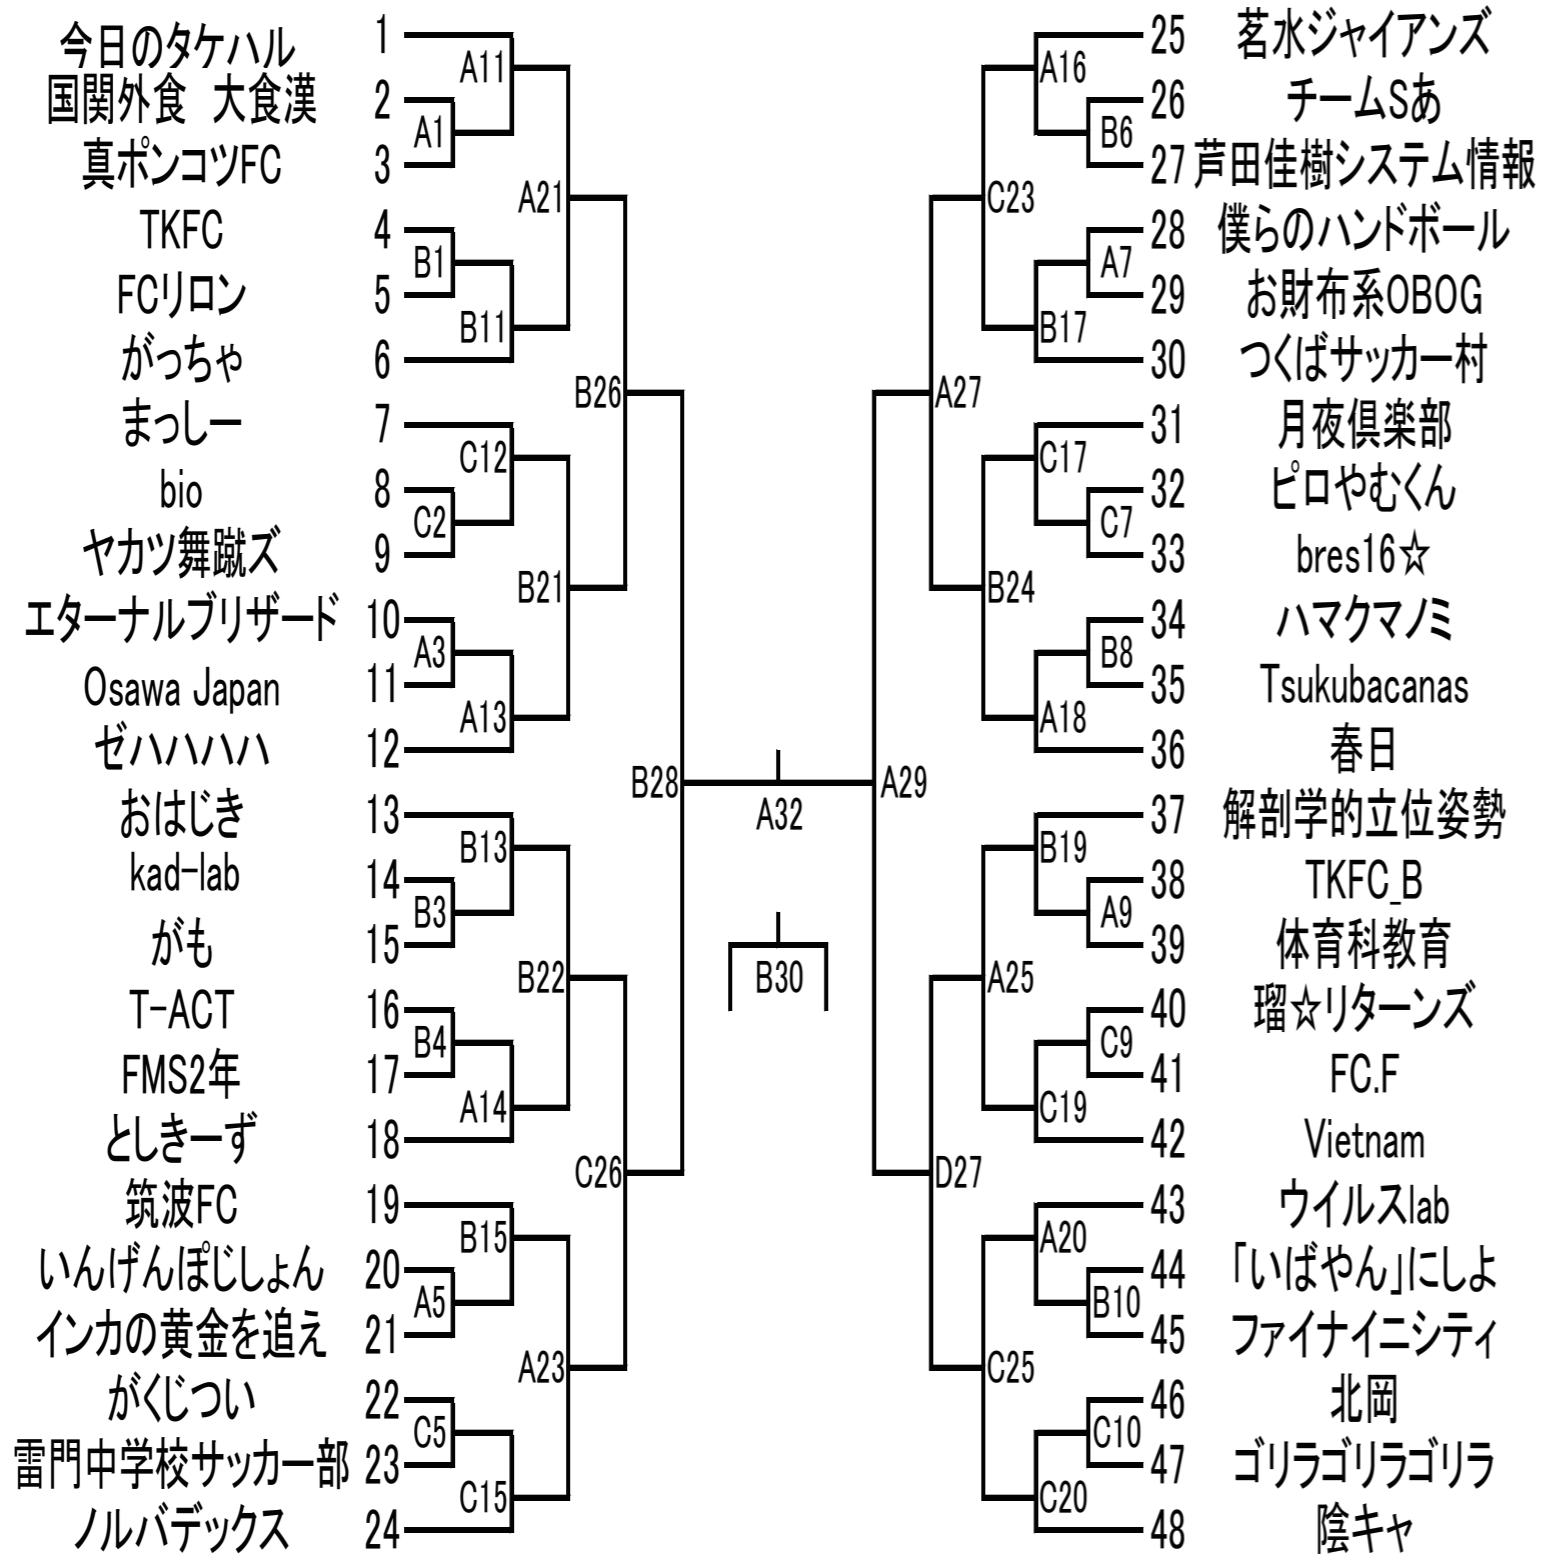 今日のタケハル 1
国関外食　大食漢 2
真ポンコツFC 3
TKFC 4
FCリロン 5
がっちゃ 6
まっしー 7
bio 8
ヤカツ舞蹴ズ 9
エターナルブリザード 10
Osawa Japan 11
ゼハハハハ 12
おはじき 13
kad-lab 14
がも 15
T-ACT 16
FMS2年 17
としきーず 18
筑波FC 19
いんげんぽじしょん 20
インカの黄金を追え 21
がくじつい 22
雷門中学校サッカー部 23
ノルバデックス 24
A1
B1
C2
A3
B3
B4
A5
C5
A11
B11
C12
A13
B13
A14
B15
C15
A21
B21
B22
A23
B26
C26
B28
A32
B30
A29
A27
D27
C23
B24
A25
C25
A16
B17
C17
A18
B19
C19
A20
C20
B6
A7
C7
B8
A9
C9
B10
C10
25 茗水ジャイアンズ
26 チームSあ
27 芦田佳樹システム情報
28 僕らのハンドボール
29 お財布系OBOG
30 つくばサッカー村
31 月夜倶楽部
32 ピロやむくん
33 bres16☆
34 ハマクマノミ
35 Tsukubacanas
36 春日
37 解剖学的立位姿勢
38 TKFC_B
39 体育科教育
40 瑠☆リターンズ
41 FC.F
42 Vietnam
43 ウイルスlab
44 「いばやん」にしよ
45 ファイナイニシティ
46 北岡
47 ゴリラゴリラゴリラ
48 陰キャ